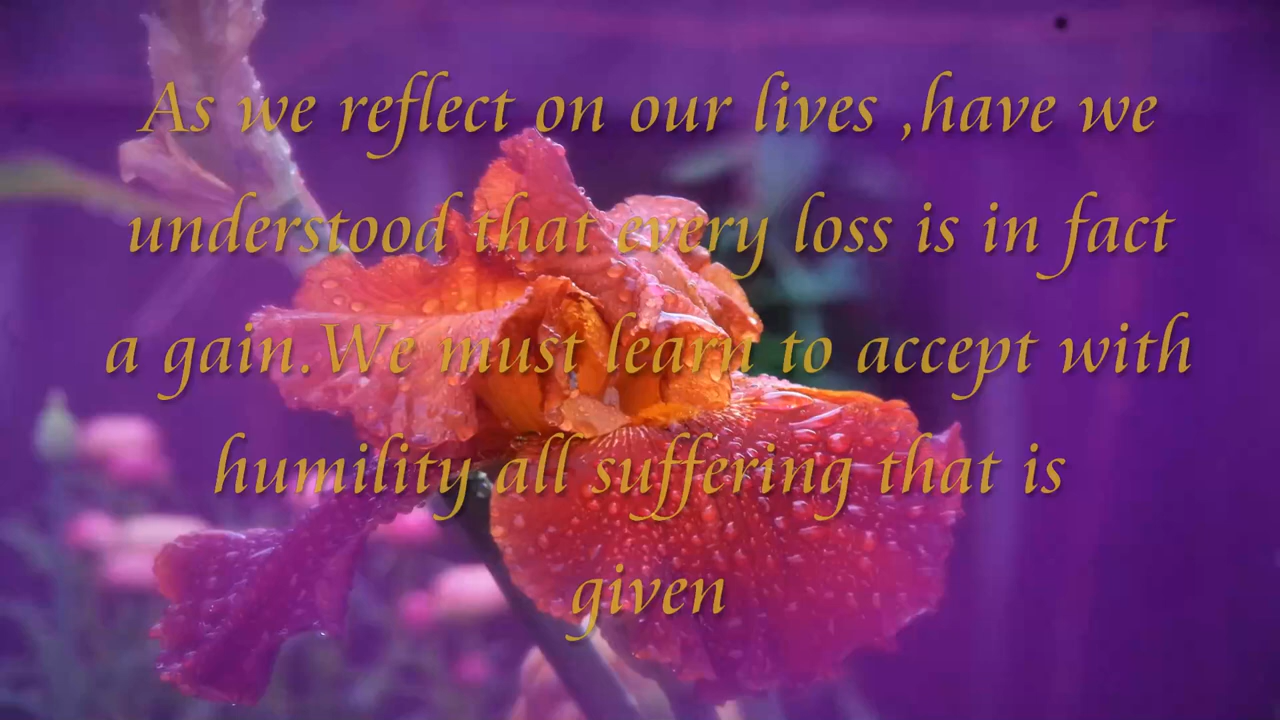 As we reflect on our lives ,have we
understood that every loss is in fact
a gain.We must learn to accept with
humility all suffering that is
given